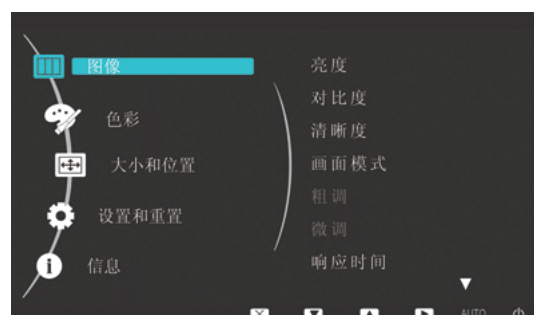 图像
色彩
大小和位置
设置和重置
信息
亮度
对比度
清晰度
画面模式
粗调
微调
响应时间
AUTO